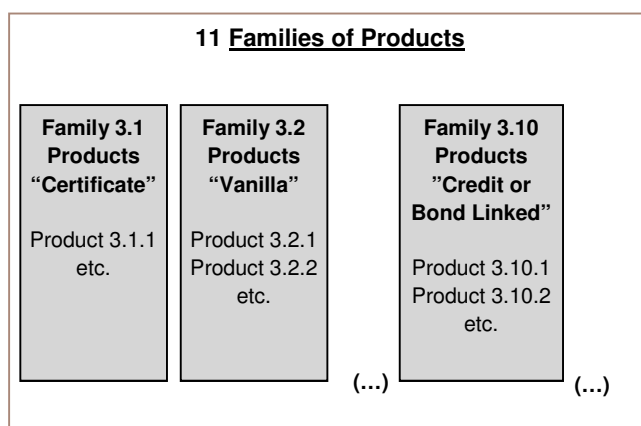 11 Families of Products
Family 3.1
Products
“Certificate”
Product 3.1.1
etc.
Family 3.2
Products
“Vanilla”
Product 3.2.1
Product 3.2.2
etc.
(…)
Family 3.10
Products
”Credit or
Bond Linked”
Product 3.10.1
Product 3.10.2
etc.
(…)